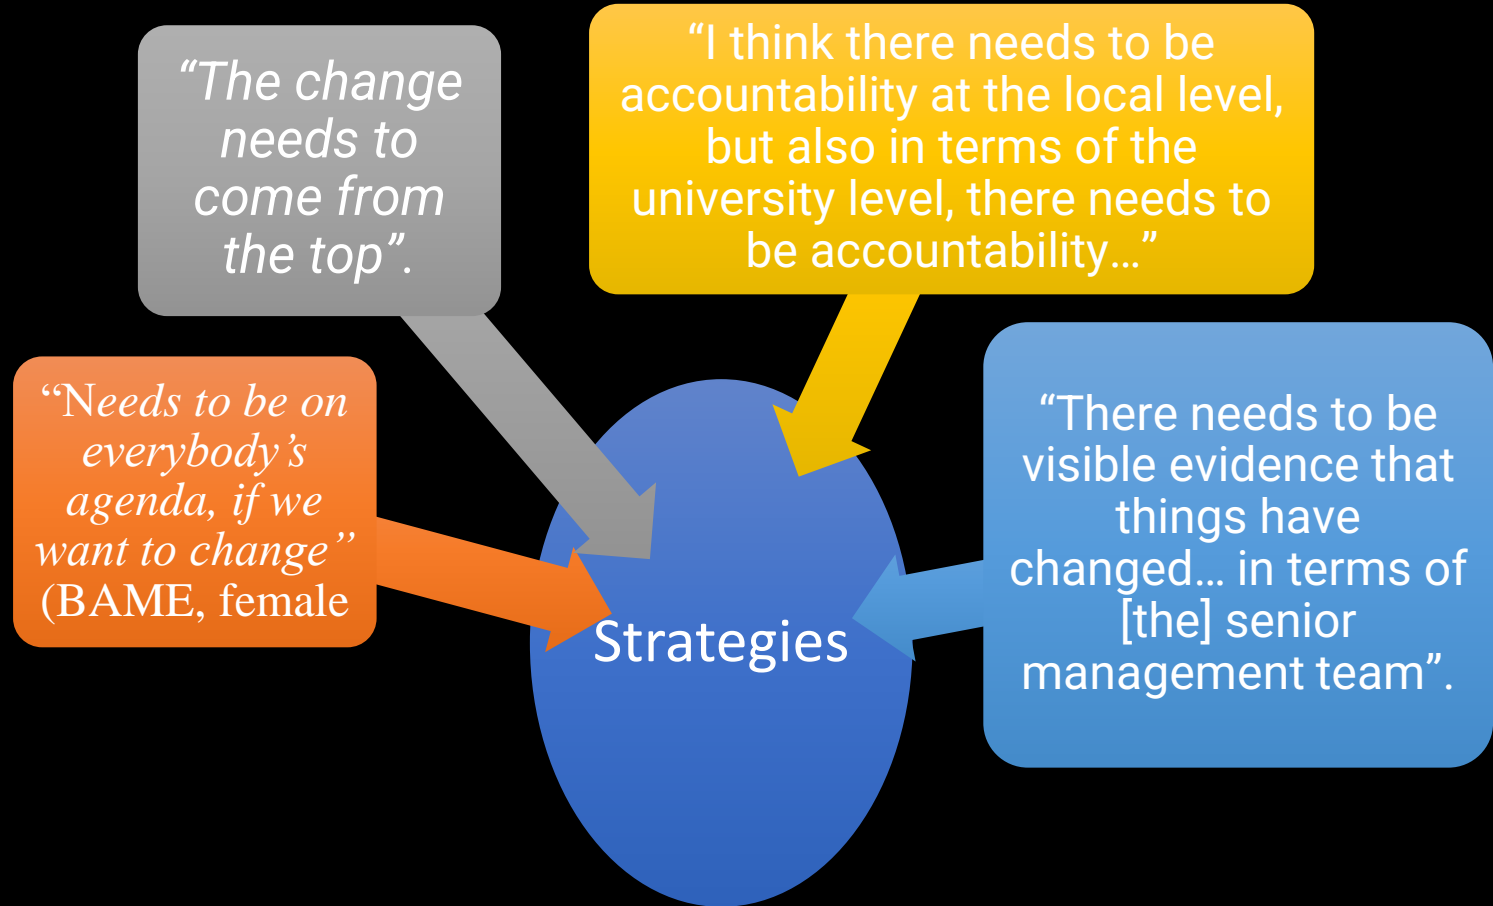 “The change
needs to
come from
the top”.
“I think there needs to be
accountability at the local level,
but also in terms of the
university level, there needs to
be accountability…”
“Needs to be on
everybody’s
agenda, if we
want to change”
(BAME, female
“There needs to be
visible evidence that
things have
changed… in terms of
[the] senior
management team”.
Strategies